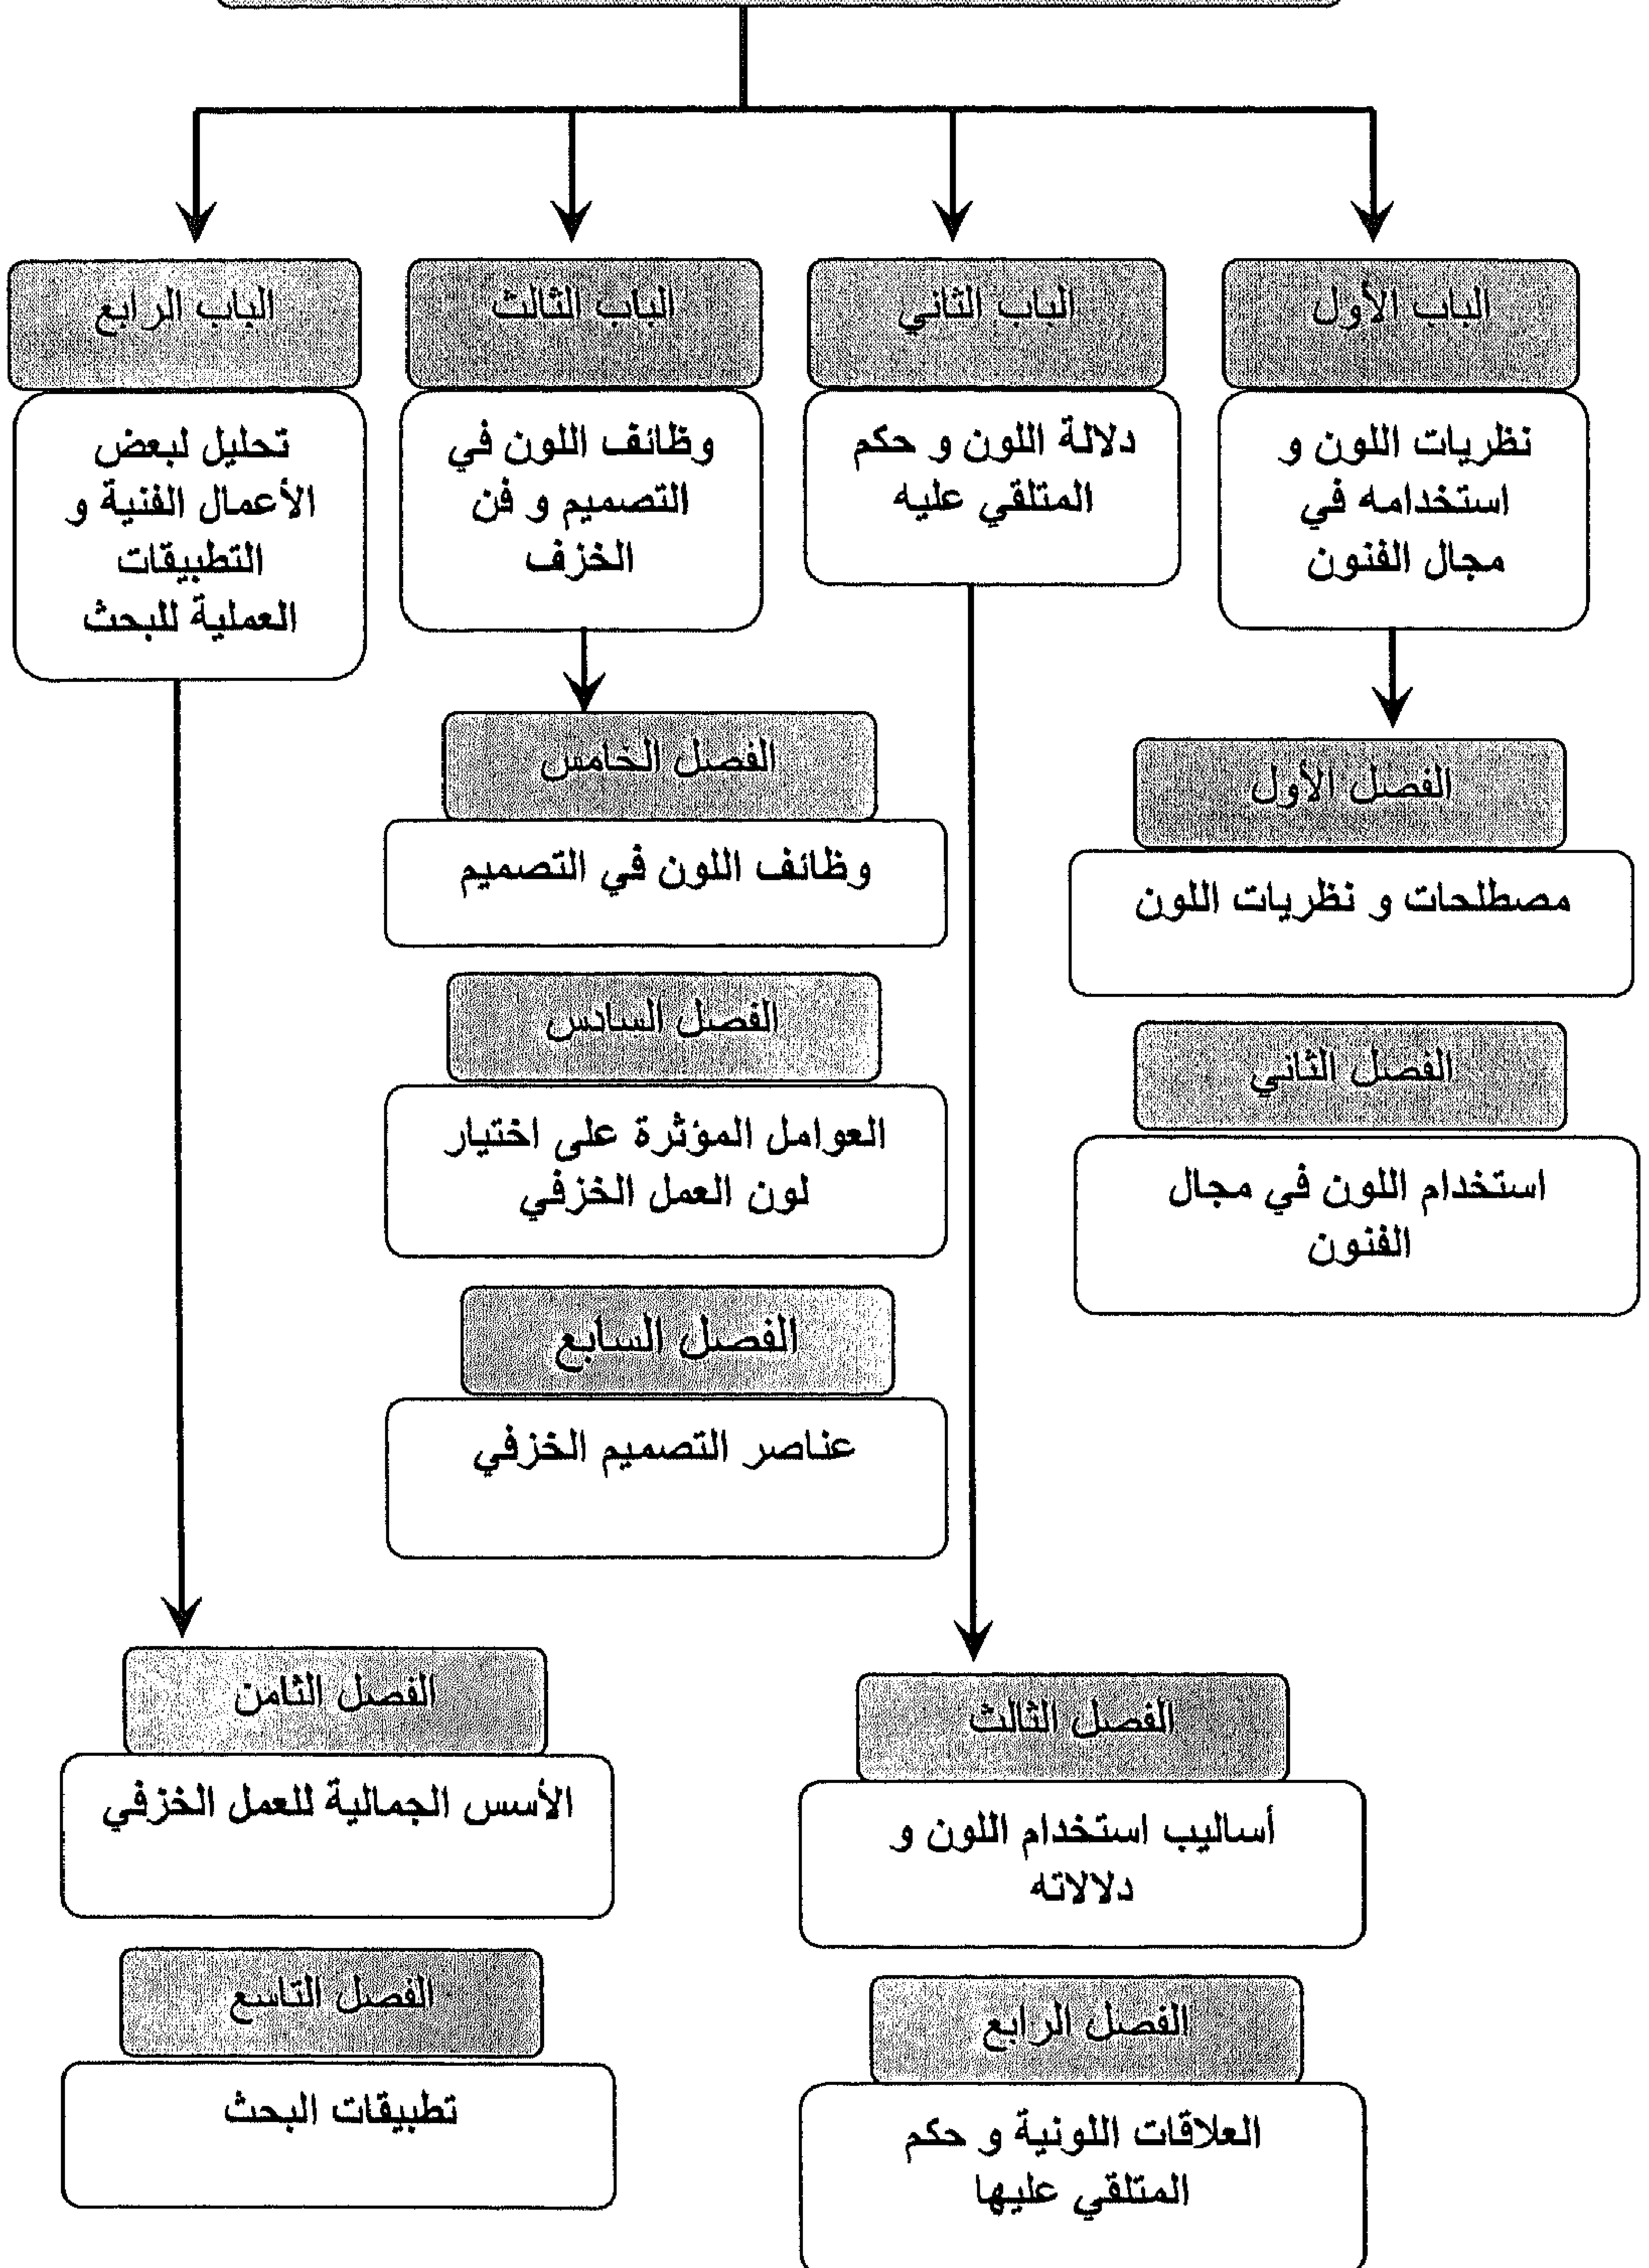 الباب الأول
نظريات اللون و
استخدامه في
مجال الفنون
الباب الثاني
دلالة اللون و حكم
المتلقي عليه
الباب الثالث
وظائف اللون في
التصميم و فن
الخزف
الباب الرابع
تحليل لبعض
الأعمال الفنية و
التطبيقات
العملية للبحث
الفصل الأول
مصطلحات و نظريات اللون
الفصل الثاني
استخدام اللون في مجال
الفنون
الفصل الخامس
وظائف اللون في التصميم
الفصل السادس
العوامل المؤثرة على اختيار
لون العمل الخزفي
الفصل السابع
عناصر التصميم الخزفي
الفصل الثالث
أساليب استخدام اللون و
دلالاته
الفصل الرابع
العلاقات اللونية و حكم
المتلقي عليها
الفصل الثامن
الأسس الجمالية للعمل الخزفي
الفصل التاسع
تطبيقات البحث